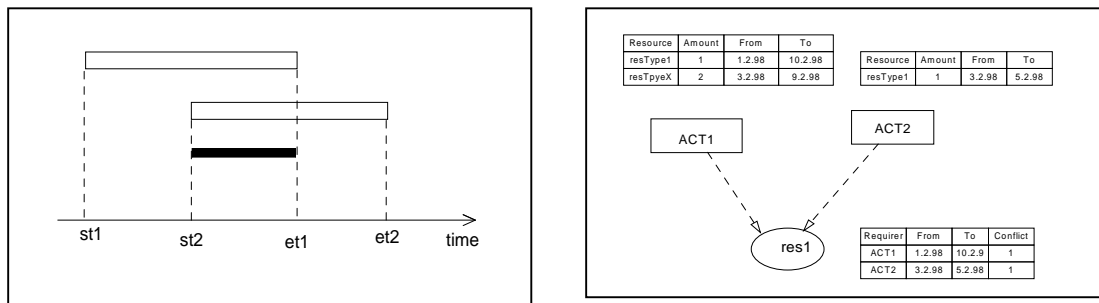 st1 st2 et1 et2 time
Resource Amount From To
resType1 1 1.2.98 10.2.98
resTpyeX 2 3.2.98 9.2.98
Resource Amount From To
resType1 1 3.2.98 5.2.98
ACT1 ACT2
res1
Requirer From To Conflict
ACT1 1.2.98 10.2.9 1
ACT2 3.2.98 5.2.98 1